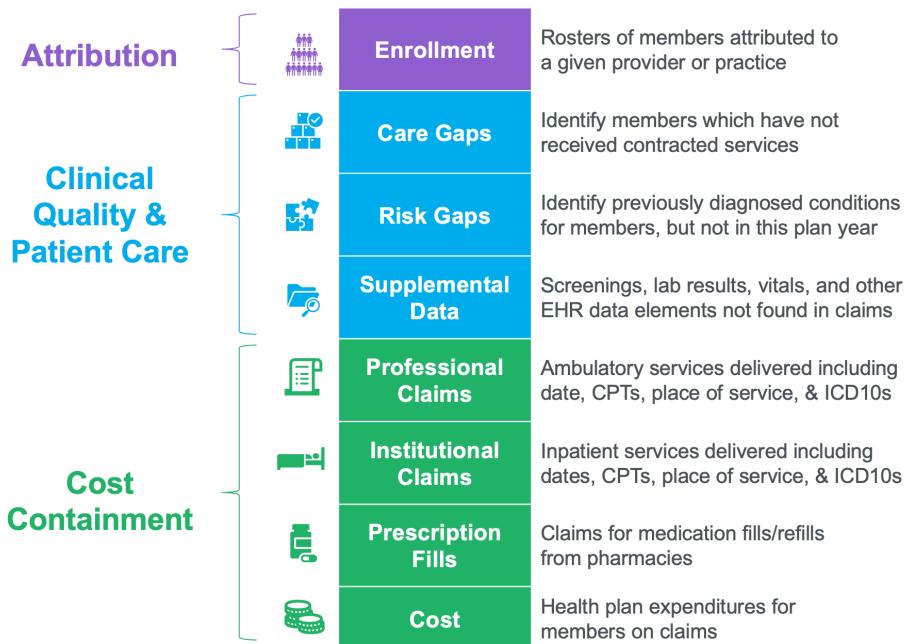 Attribution
Enrollment
Rosters of members attributed to
a given provider or practice
Clinical
Quality &
Patient Care
Care Gaps
Identify members which have not
received contracted services
Risk Gaps
Identify previously diagnosed conditions
for members, but not in this plan year
Supplemental
Data
Screenings, lab results, vitals, and other
EHR data elements not found in claims
Cost
Containment
Professional
Claims
Ambulatory services delivered including
date, CPTs, place of service, & ICD10s
Institutional
Claims
Inpatient services delivered including
dates, CPTs, place of service, & ICD10s
Prescription
Fills
Claims for medication fills/refills
from pharmacies
Cost
Health plan expenditures for
members on claims